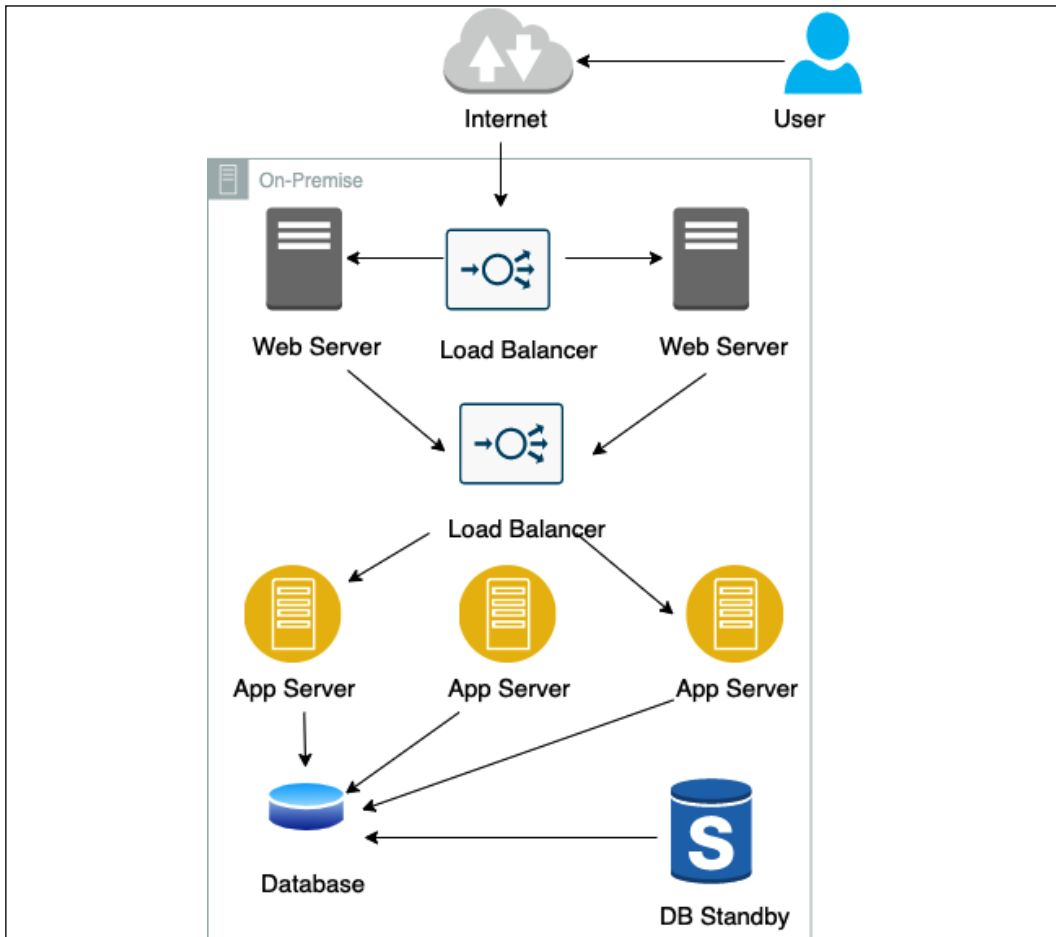 Internet
User
On-Premise
Web Server
Load Balancer
Web Server
Load Balancer
App Server
App Server
App Server
Database
S
DB Standby